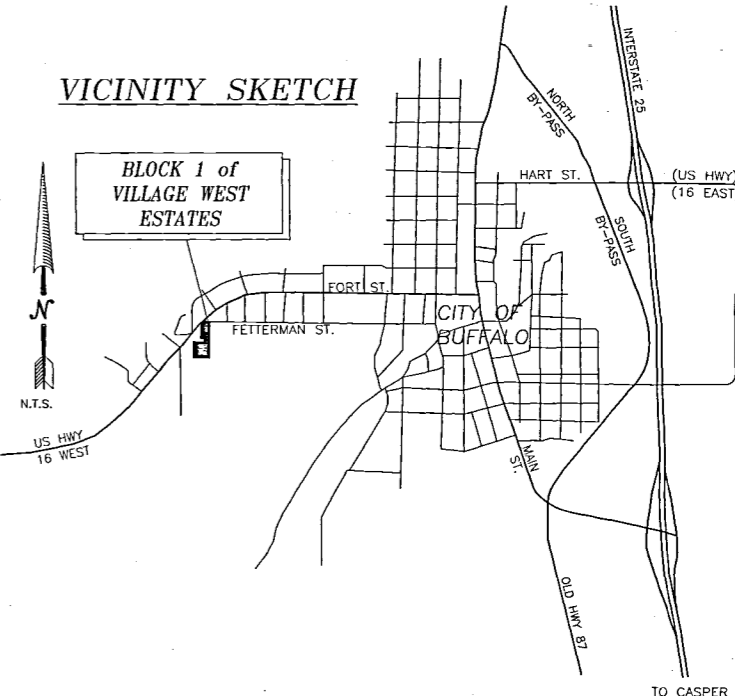 VICINITY SKETCH
BLOCK 1 of
VILLAGE WEST
ESTATES
N
N.T.S.
US HWY
16 WEST
FORT ST.
FETTERMAN ST.
CITY OF
BUFFALO
NORTH
BY-PASS
INTERSTATE 25
HART ST.
(US HWY)
(16 EAST
SOUTH
BY-PASS
MAIN
ST.
OLD HWY 87
TO CASPER